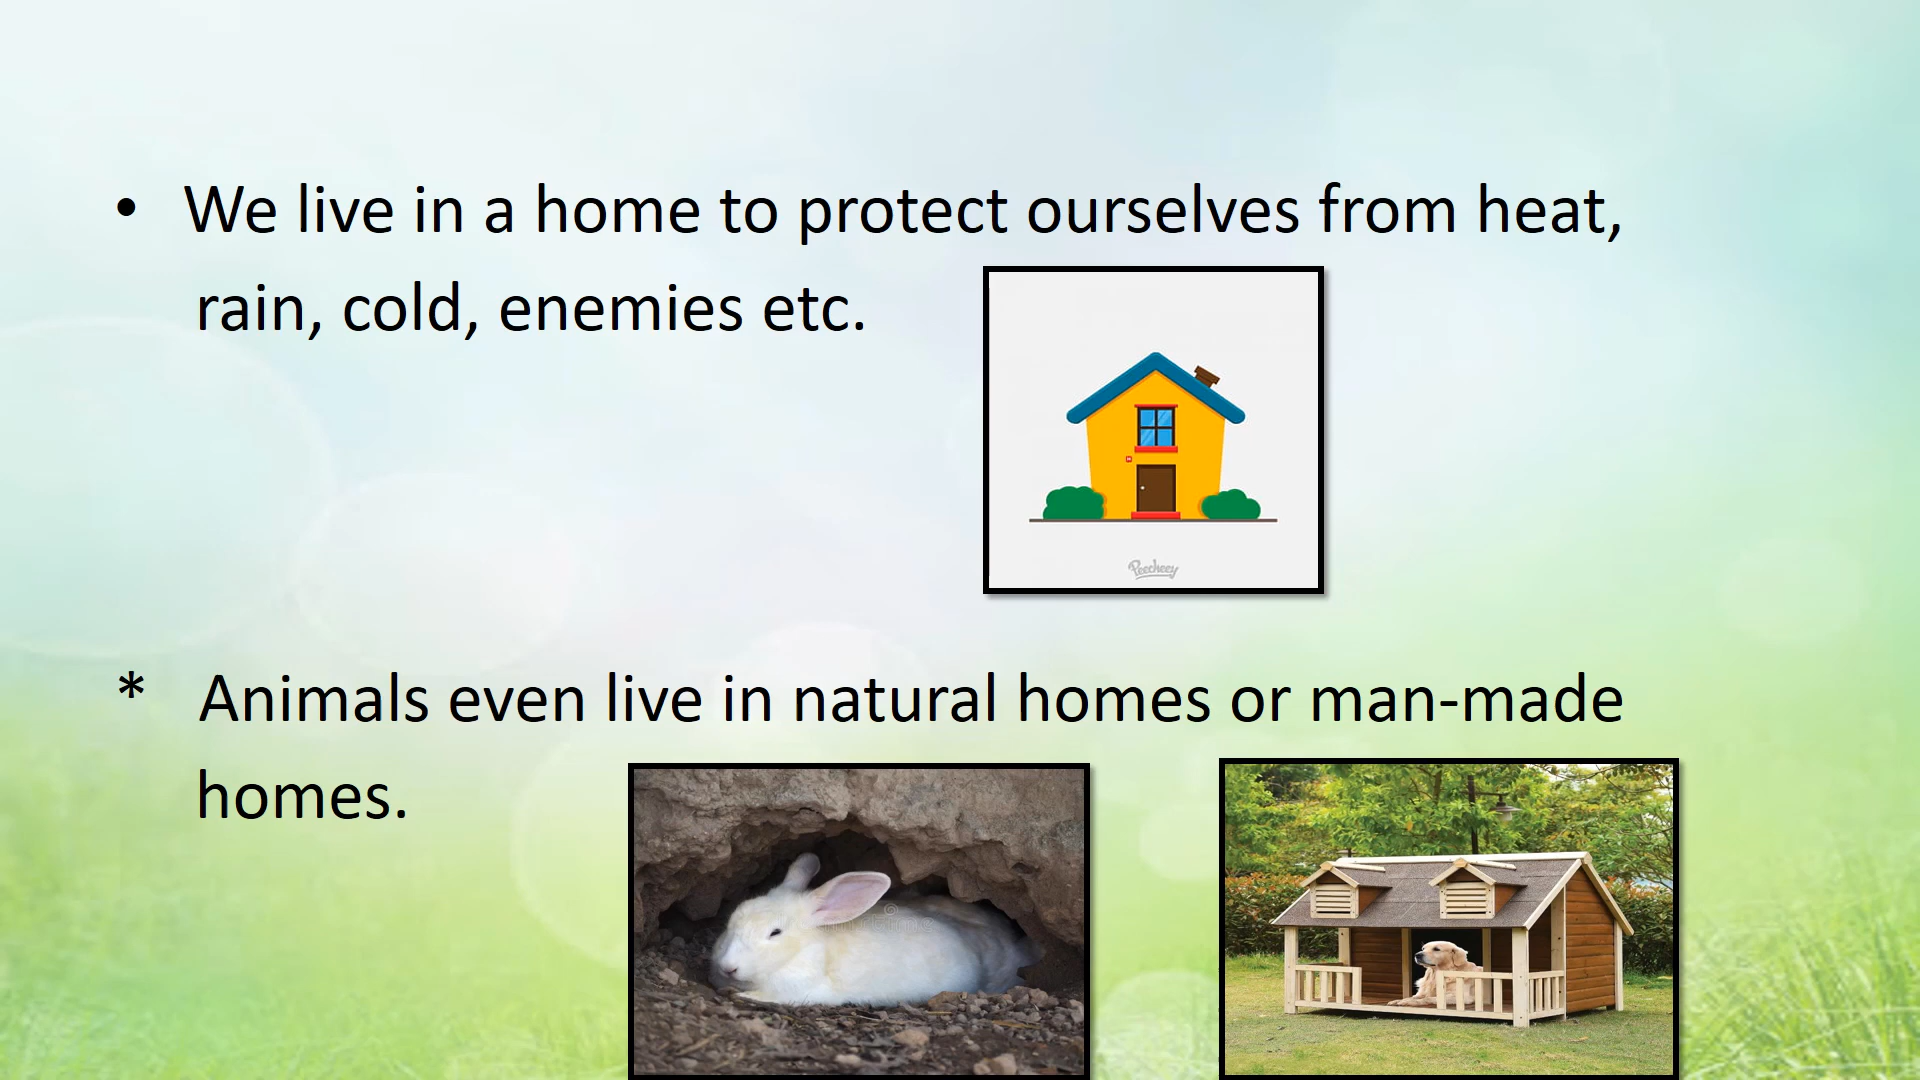 • We live in a home to protect ourselves from heat,
rain, cold, enemies etc.
Peecheey
* Animals even live in natural homes or man-made
homes.